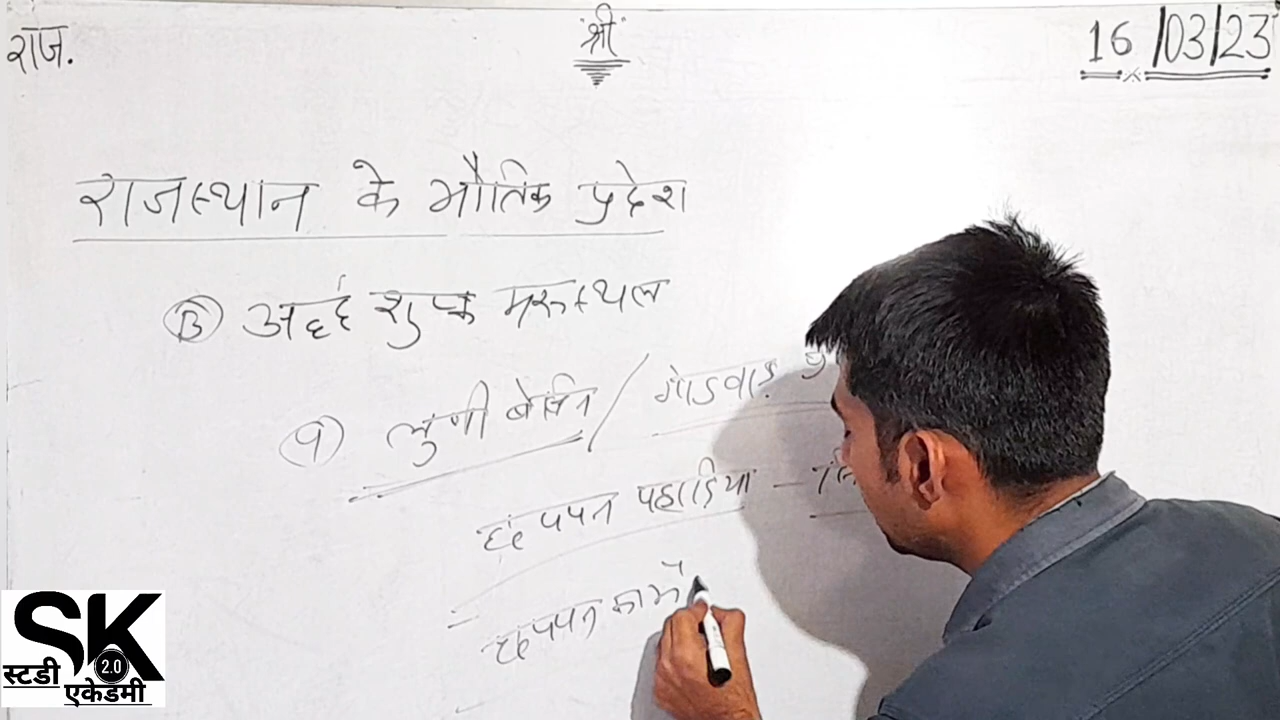 राज. श्री 16/03/23
राजस्थान के भौतिक प्रदेश
B अर्द्ध शुष्क मरुस्थल
१ लुणी बेसिन / गोडवाड़
छप्पन पहाड़िया –
छप्पन का मै
SK
2.0
स्टडी
एकेडमी